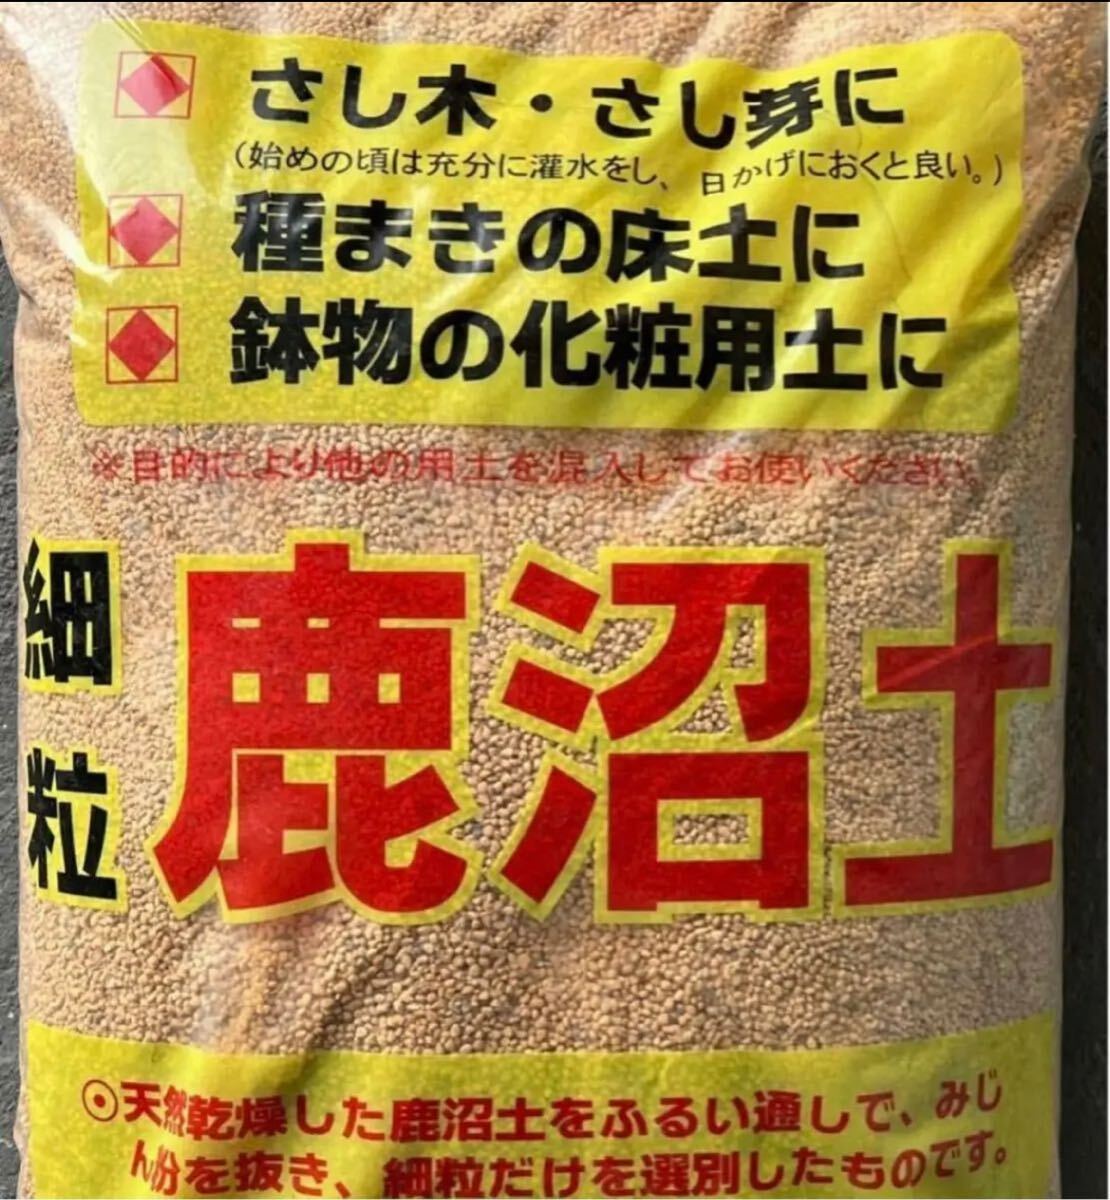 さし木・さし芽に
(始めの頃は充分に灌水をし、日かげにおくと良い。)
種まきの床土に
鉢物の化粧用土に
※目的により他の用土を混入してお使いください。
細粒
鹿沼土
⊙天然乾燥した鹿沼土をふるい通しで、みじ
ん粉を抜き、細粒だけを選別したものです。